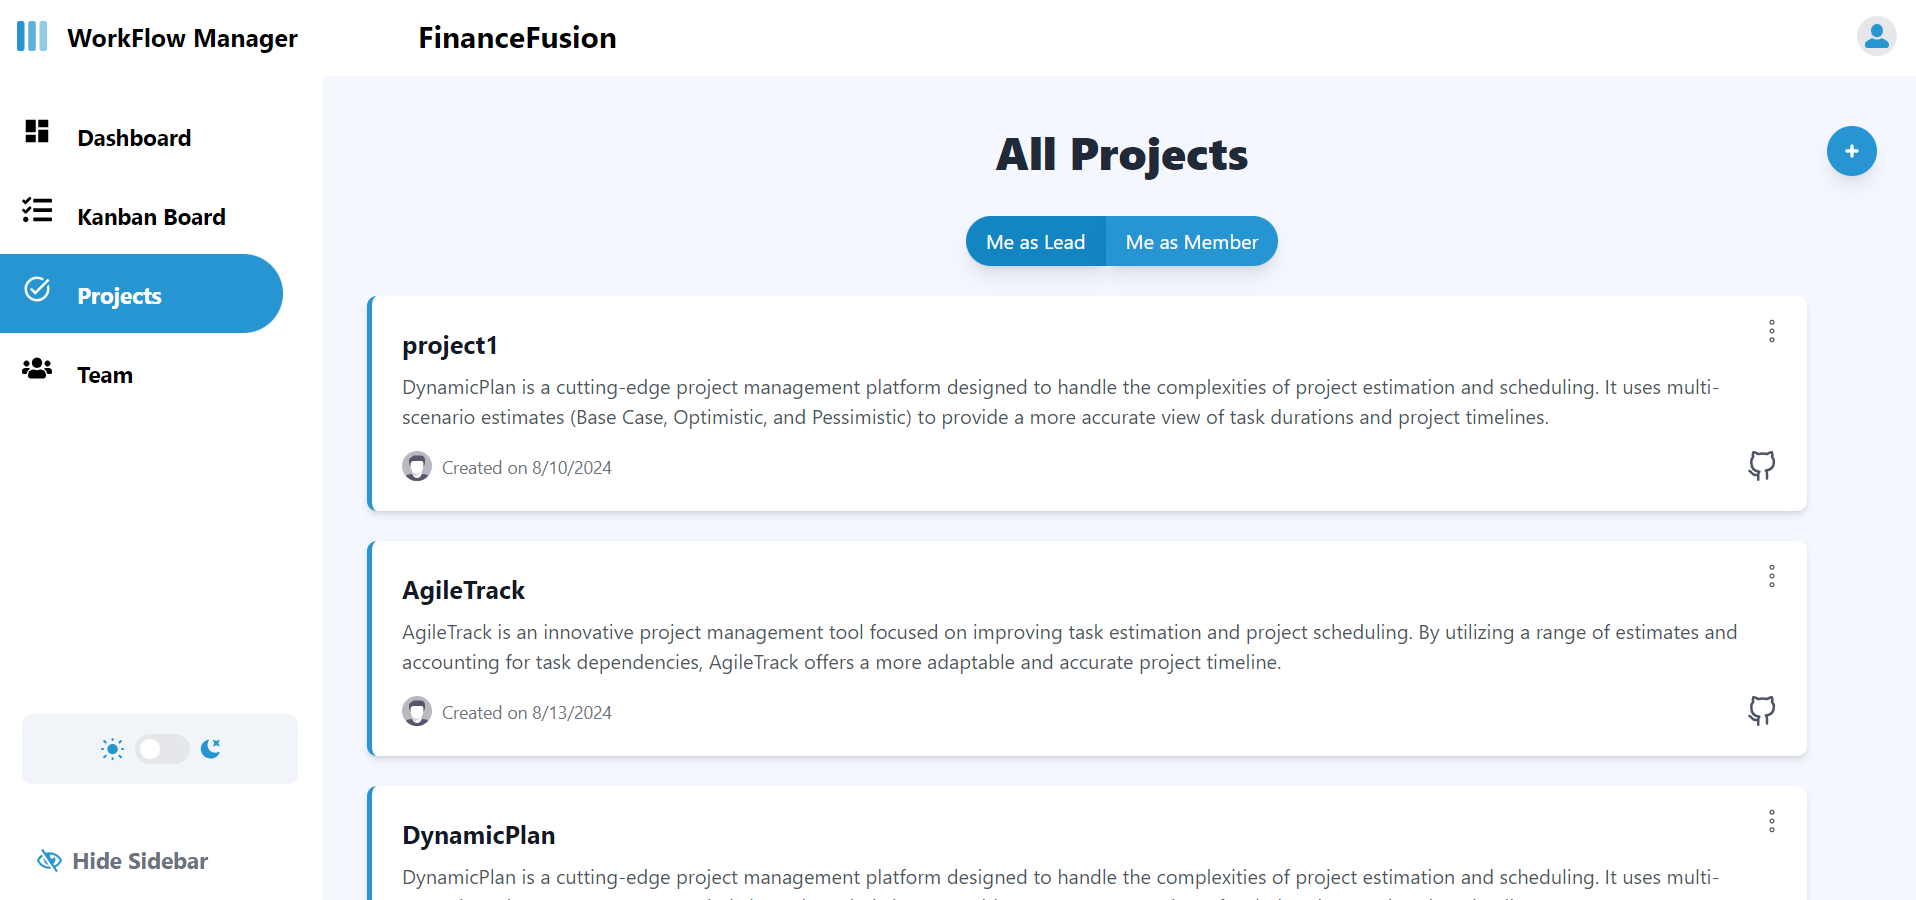 WorkFlow Manager
FinanceFusion
Dashboard
Kanban Board
Projects
Team
Hide Sidebar
All Projects
+
Me as Lead
Me as Member
project1
DynamicPlan is a cutting-edge project management platform designed to handle the complexities of project estimation and scheduling. It uses multi-
scenario estimates (Base Case, Optimistic, and Pessimistic) to provide a more accurate view of task durations and project timelines.
Created on 8/10/2024
AgileTrack
AgileTrack is an innovative project management tool focused on improving task estimation and project scheduling. By utilizing a range of estimates and
accounting for task dependencies, AgileTrack offers a more adaptable and accurate project timeline.
Created on 8/13/2024
DynamicPlan
DynamicPlan is a cutting-edge project management platform designed to handle the complexities of project estimation and scheduling. It uses multi-